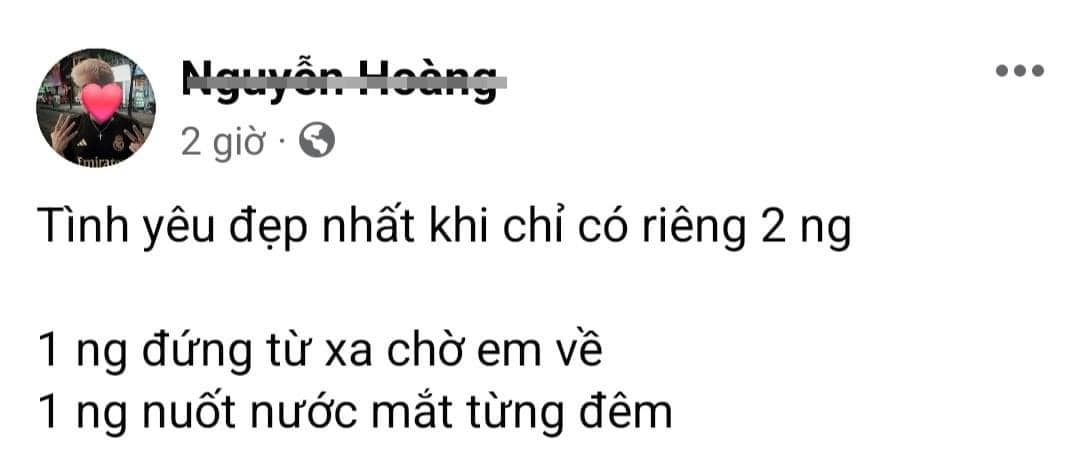 Nguyễn Hoàng
2 giờ ·
Tình yêu đẹp nhất khi chỉ có riêng 2 ng
1 ng đứng từ xa chờ em về
1 ng nuốt nước mắt từng đêm